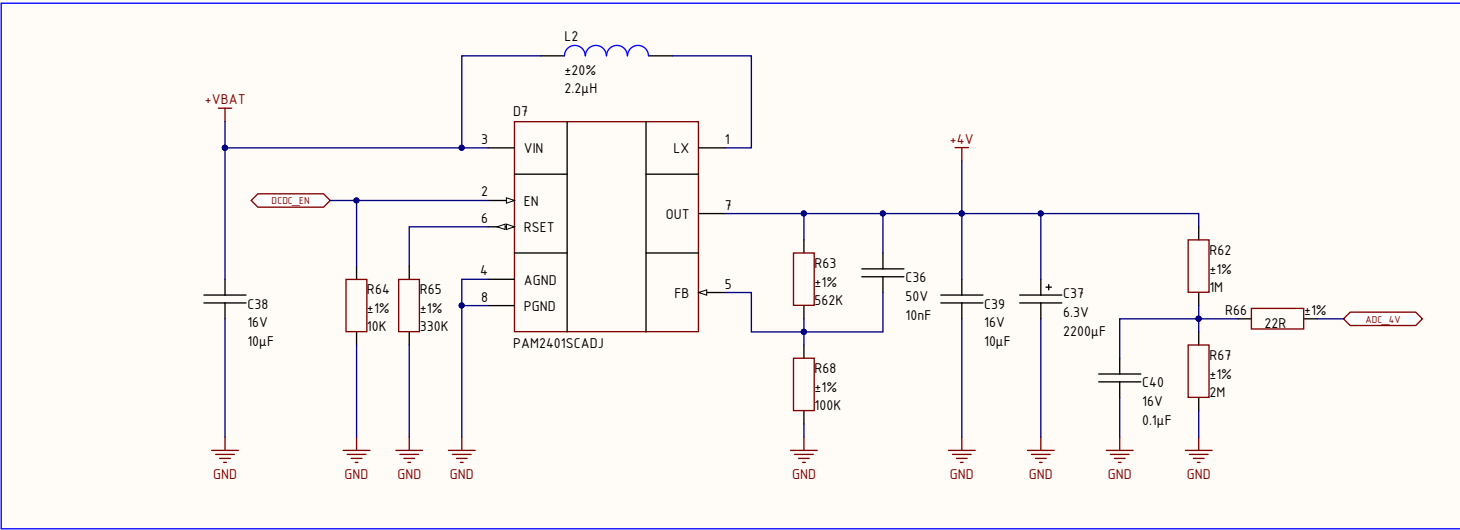 L2
±20%
2.2µH
+VBAT
D7
3
VIN
LX
1
+4V
DCDC_EN
2
EN
6
RSET
OUT
7
4
AGND
8
PGND
FB
5
PAM2401SCADJ
C38
16V
10µF
R64
±1%
10K
R65
±1%
330K
R63
±1%
562K
C36
50V
10nF
R68
±1%
100K
C39
16V
10µF
+
C37
6.3V
2200µF
R62
±1%
1M
R66
±1%
22R
ADC_4V
R67
±1%
2M
C40
16V
0.1µF
GND
GND
GND
GND
GND
GND
GND
GND
GND